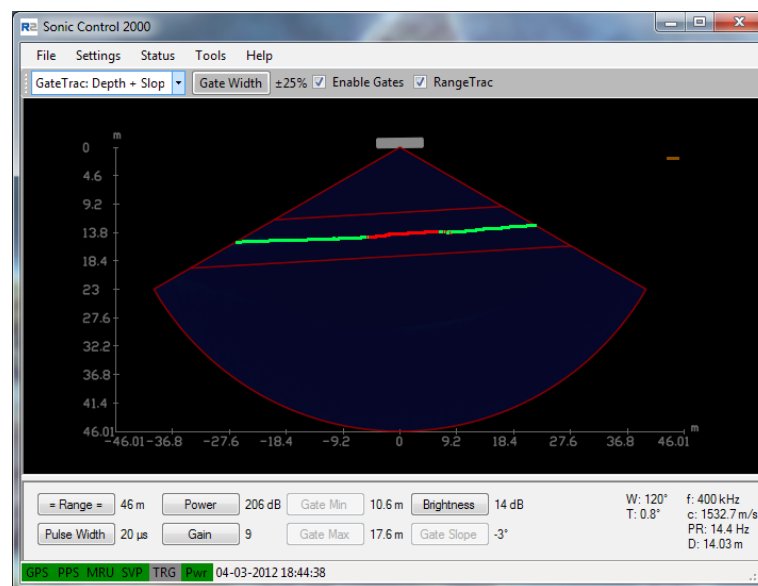 R2 Sonic Control 2000
File Settings Status Tools Help
GateTrac: Depth + Slop Gate Width ±25% Enable Gates RangeTrac
m
0
4.6
9.2
13.8
18.4
23
27.6
32.2
36.8
41.4
46.01
-46.01 -36.8 -27.6 -18.4 -9.2 0 9.2 18.4 27.6 36.8 46.01
m
= Range = 46 m Power 206 dB Gate Min 10.6 m Brightness 14 dB
Pulse Width 20 µs Gain 9 Gate Max 17.6 m Gate Slope -3°
W: 120°
T: 0.8°
f: 400 kHz
c: 1532.7 m/s
PR: 14.4 Hz
D: 14.03 m
GPS PPS MRU SVP TRG Pwr 04-03-2012 18:44:38